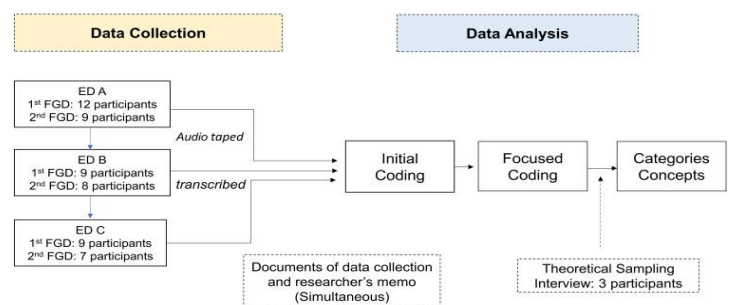 Data Collection
Data Analysis
ED A
1st FGD: 12 participants
2nd FGD: 9 participants
Audio taped
ED B
1st FGD: 9 participants
2nd FGD: 8 participants
transcribed
ED C
1st FGD: 9 participants
2nd FGD: 7 participants
Initial
Coding
Focused
Coding
Categories
Concepts
Documents of data collection
and researcher's memo
(Simultaneous)
Theoretical Sampling
Interview: 3 participants